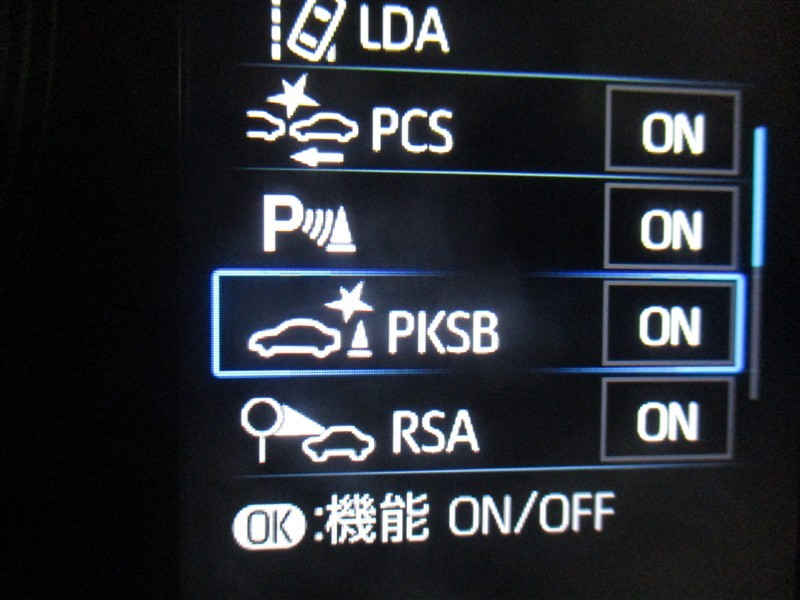 LDA
PCS ON
P ON
PKSB ON
RSA ON
OK:機能 ON/OFF